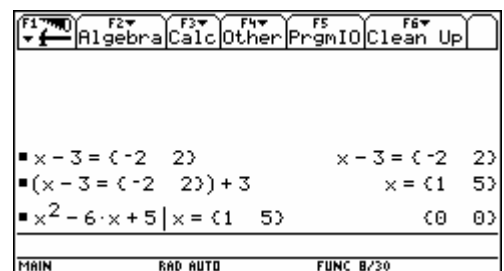 F1▼ F2▼ F3▼ F4▼ F5 F6▼
Algebra Calc Other PrgmIO Clean Up
▪x - 3 = {-2 2} x - 3 = {-2 2}
▪(x - 3 = {-2 2}) + 3 x = {1 5}
▪x² - 6·x + 5 | x = {1 5} {0 0}
MAIN RAD AUTO FUNC 8/30